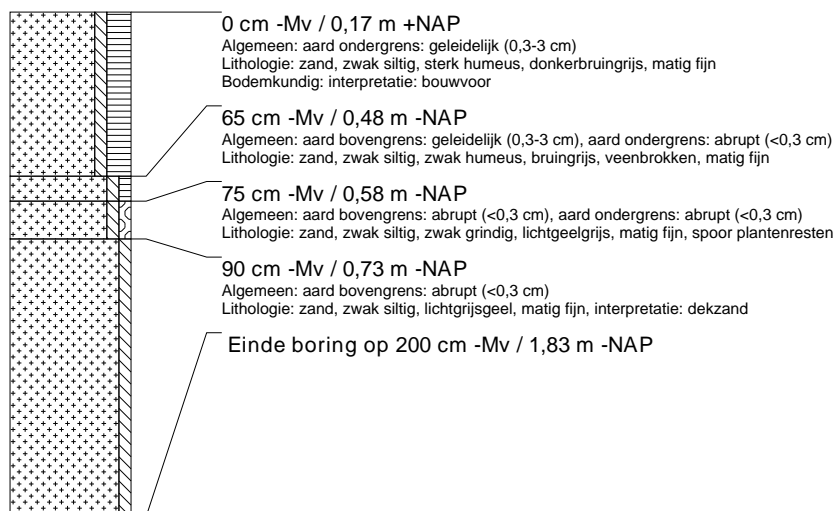 0 cm -Mv / 0,17 m +NAP
Algemeen: aard ondergrens: geleidelijk (0,3-3 cm)
Lithologie: zand, zwak siltig, sterk humeus, donkerbruingrijs, matig fijn
Bodemkundig: interpretatie: bouwvoor
65 cm -Mv / 0,48 m -NAP
Algemeen: aard bovengrens: geleidelijk (0,3-3 cm), aard ondergrens: abrupt (<0,3 cm)
Lithologie: zand, zwak siltig, zwak humeus, bruingrijs, veenbrokken, matig fijn
75 cm -Mv / 0,58 m -NAP
Algemeen: aard bovengrens: abrupt (<0,3 cm), aard ondergrens: abrupt (<0,3 cm)
Lithologie: zand, zwak siltig, zwak grindig, lichtgeelgrijs, matig fijn, spoor plantenresten
90 cm -Mv / 0,73 m -NAP
Algemeen: aard bovengrens: abrupt (<0,3 cm)
Lithologie: zand, zwak siltig, lichtgrijsgeel, matig fijn, interpretatie: dekzand
Einde boring op 200 cm -Mv / 1,83 m -NAP